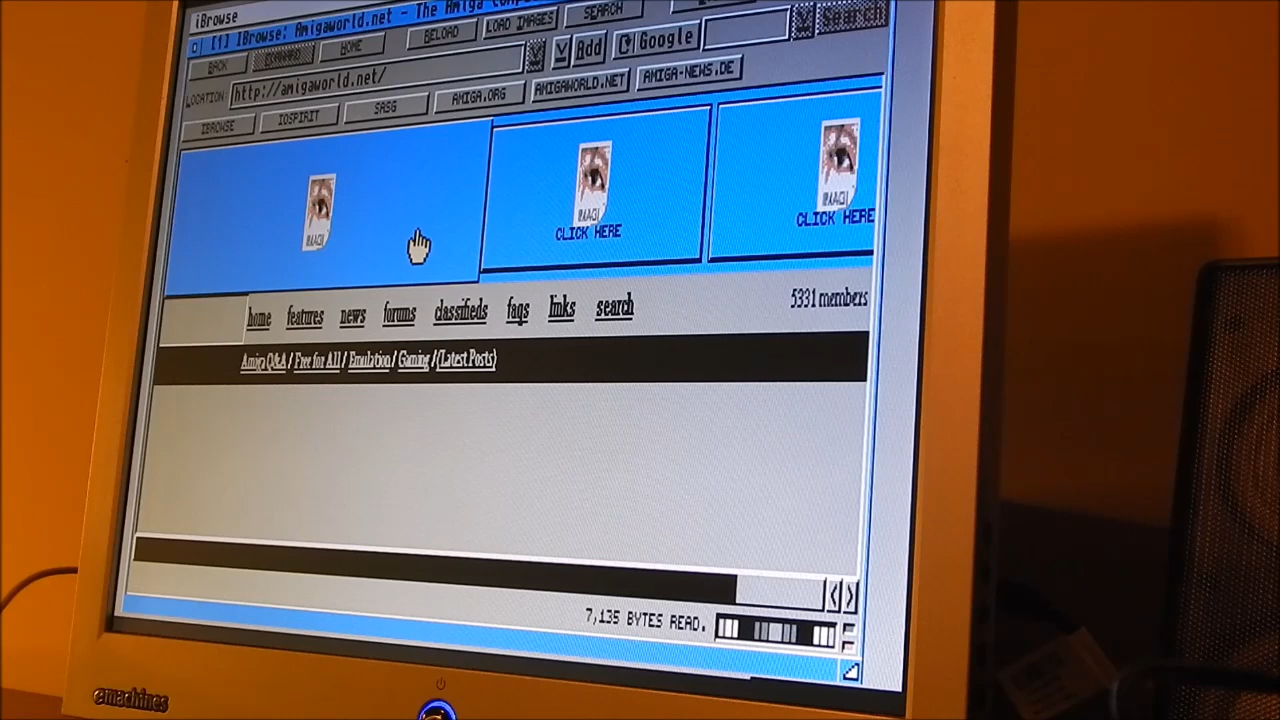 iBrowse
[1] IBrowse: Amigaworld.net - The Amiga
BACK FORWARD HOME RELOAD LOAD IMAGES SEARCH
LOCATION: http://amigaworld.net/ Add Google Search
IBROWSE IOSPIRIT SASG AMIGA.ORG AMIGAWORLD.NET AMIGA-NEWS.DE
CLICK HERE
CLICK HERE
home features news forums classifieds faqs links search 5331 members
Amiga Q&A / Free for All / Emulation / Gaming /(Latest Posts)
7,135 BYTES READ.
emachines